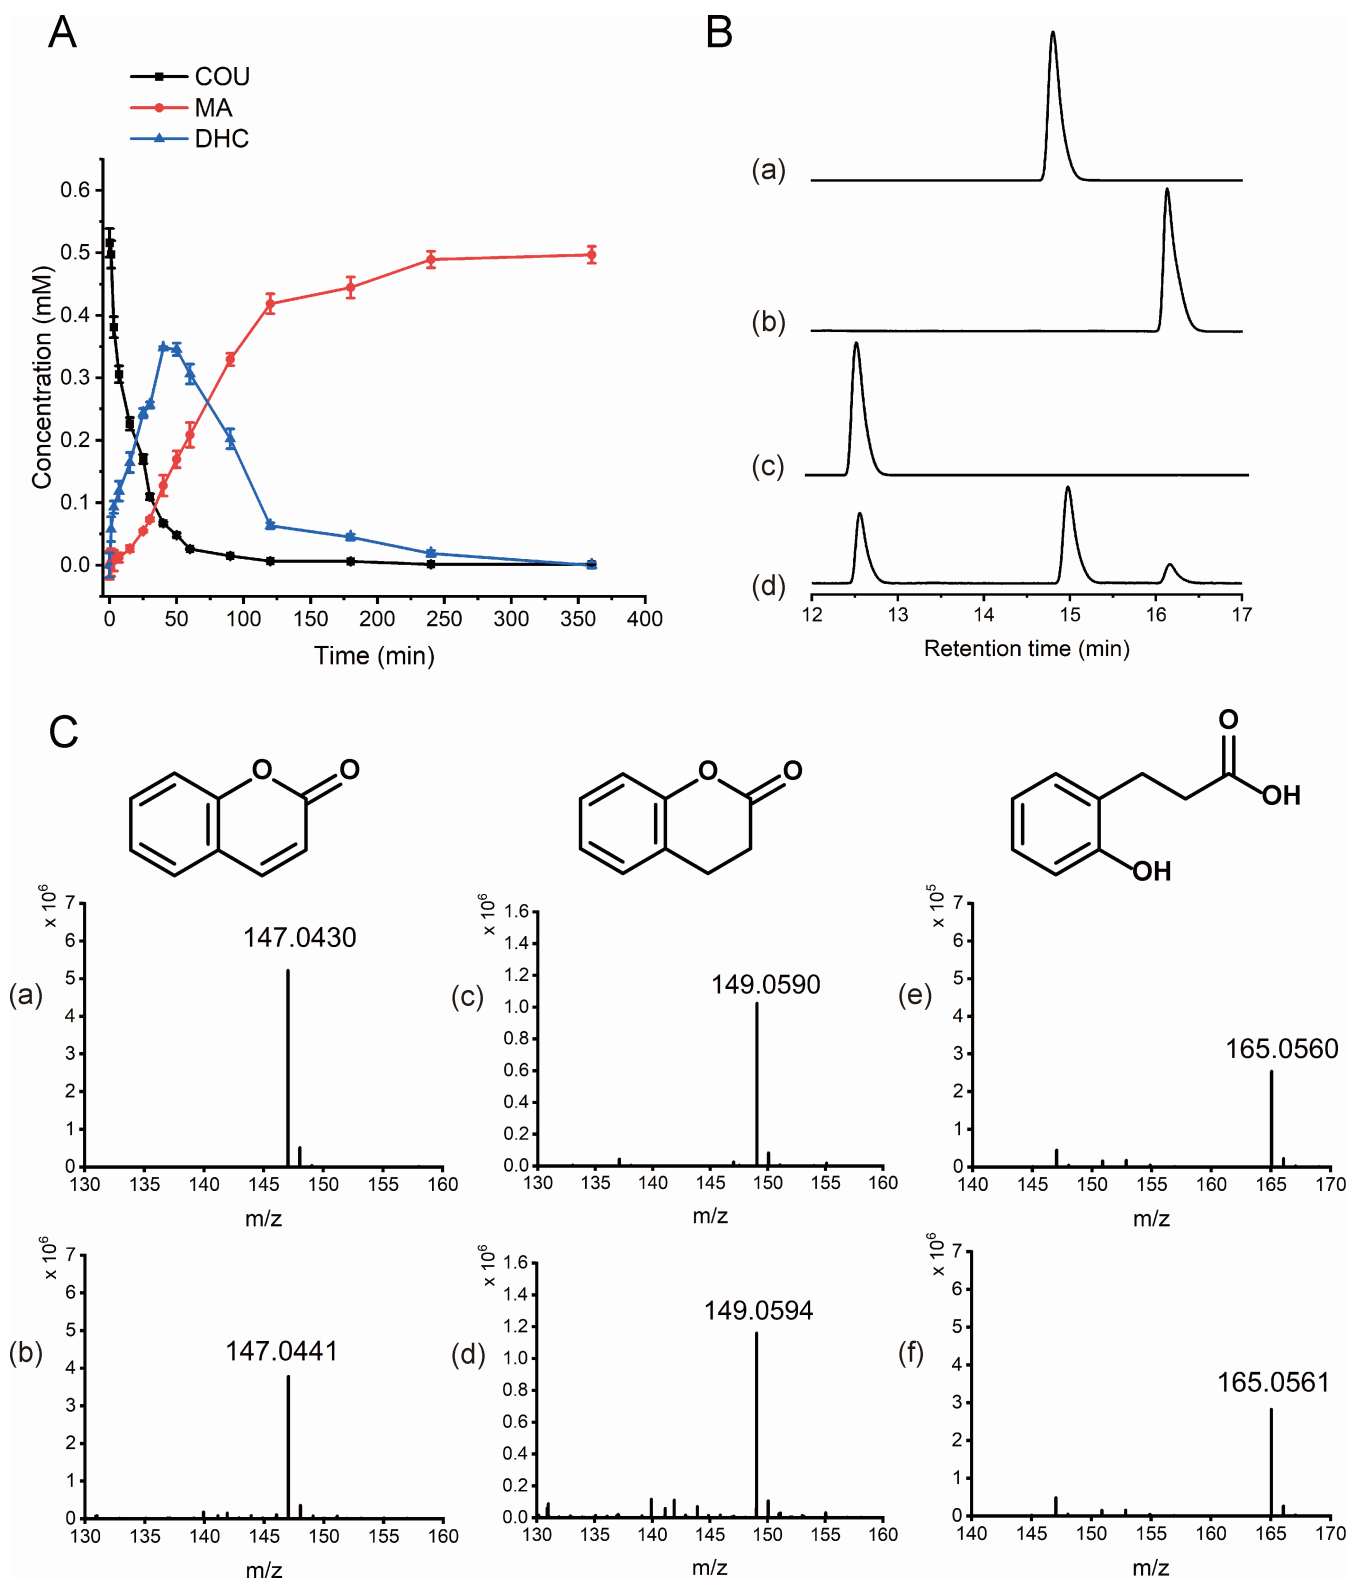 A
COU
MA
DHC
0.6
0.5
0.4
0.3
0.2
0.1
0.0
Concentration (mM)
0 50 100 150 200 250 300 350 400
Time (min)
B
(a)
(b)
(c)
(d)
12 13 14 15 16 17
Retention time (min)
C
O O
O O
O
OH
OH
(a)
x 10⁶
7
6
5
4
3
2
1
0
147.0430
130 135 140 145 150 155 160
m/z
(c)
x 10⁶
1.6
1.4
1.2
1.0
0.8
0.6
0.4
0.2
0.0
149.0590
130 135 140 145 150 155 160
m/z
(e)
x 10⁵
7
6
5
4
3
2
1
0
165.0560
140 145 150 155 160 165 170
m/z
(b)
x 10⁶
7
6
5
4
3
2
1
0
147.0441
130 135 140 145 150 155 160
m/z
(d)
x 10⁶
1.6
1.4
1.2
1.0
0.8
0.6
0.4
0.2
0.0
149.0594
130 135 140 145 150 155 160
m/z
(f)
x 10⁶
7
6
5
4
3
2
1
0
165.0561
140 145 150 155 160 165 170
m/z